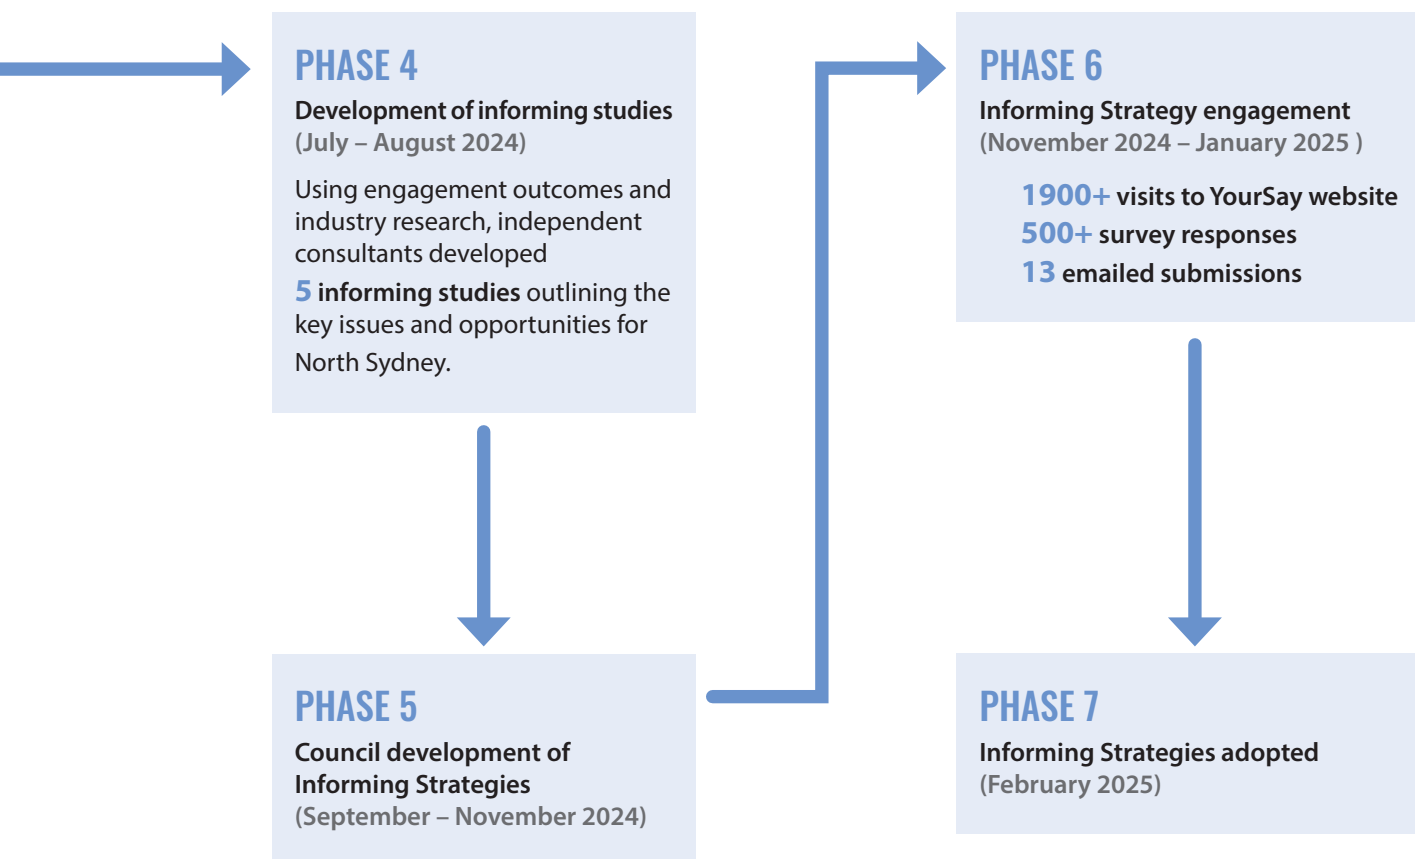 PHASE 4
Development of informing studies
(July – August 2024)
Using engagement outcomes and
industry research, independent
consultants developed
5 informing studies outlining the
key issues and opportunities for
North Sydney.
PHASE 5
Council development of
Informing Strategies
(September – November 2024)
PHASE 6
Informing Strategy engagement
(November 2024 – January 2025 )
1900+ visits to YourSay website
500+ survey responses
13 emailed submissions
PHASE 7
Informing Strategies adopted
(February 2025)